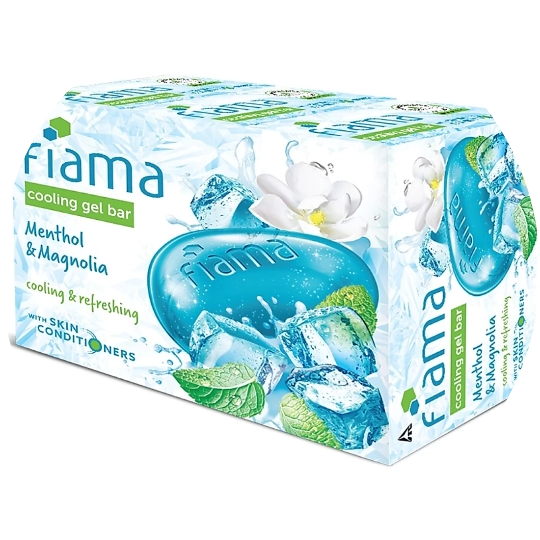 fiama
cooling gel bar
Menthol
& Magnolia
cooling & refreshing
WITH SKIN
CONDITIONERS
fiama
fiama
cooling gel bar
Menthol
& Magnolia
cooling & refreshing
WITH SKIN
CONDITIONERS
fiama